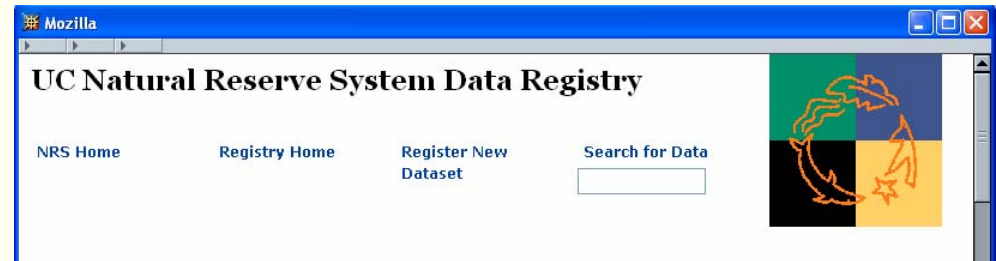 Mozilla
UC Natural Reserve System Data Registry
NRS Home Registry Home Register New Dataset Search for Data